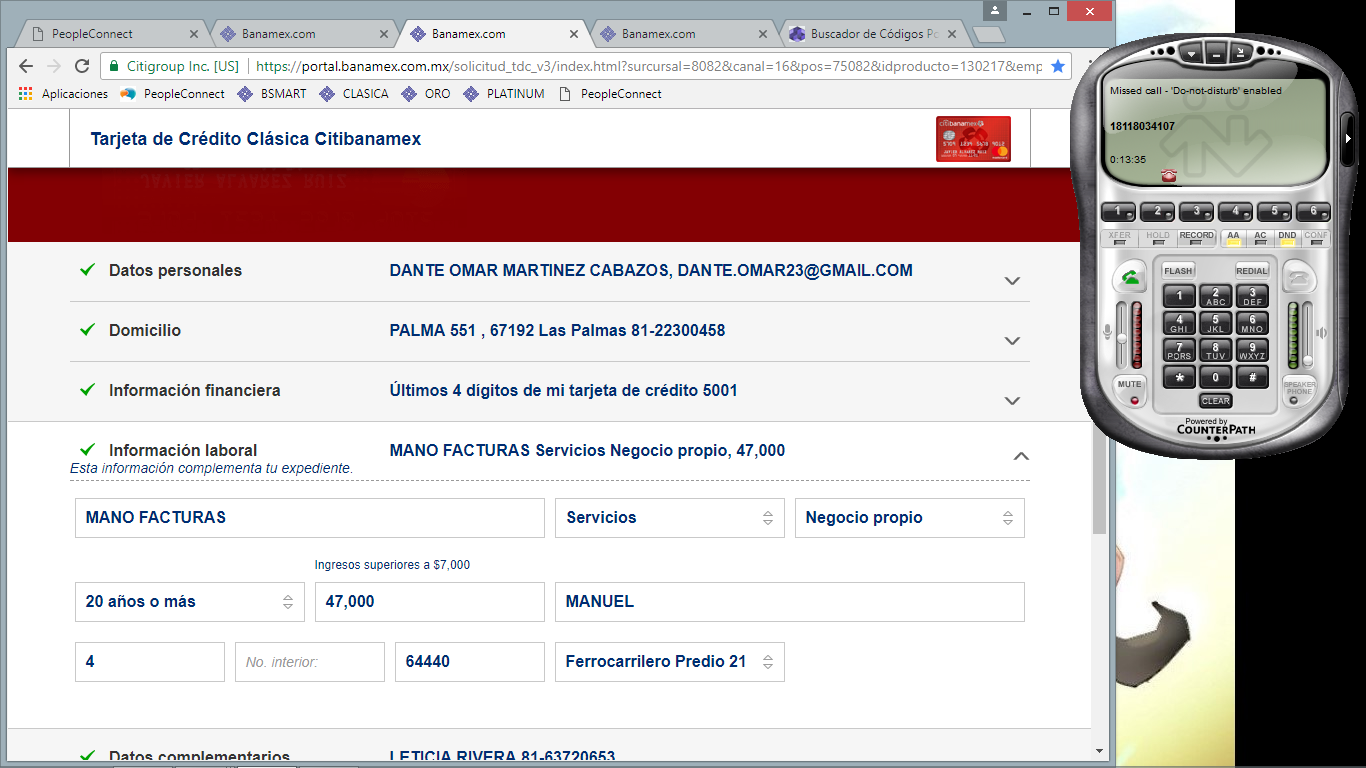 PeopleConnect
Banamex.com
Banamex.com
Banamex.com
Buscador de Códigos Po
Citigroup Inc. [US]
https://portal.banamex.com.mx/solicitud_tdc_v3/index.html?surcursal=8082&canal=16&pos=75082&idproducto=130217&emp
Aplicaciones
PeopleConnect
BSMART
CLASICA
ORO
PLATINUM
PeopleConnect
Tarjeta de Crédito Clásica Citibanamex
citibanamex
JAVIER ALVAREZ RUIZ
Datos personales
DANTE OMAR MARTINEZ CABAZOS, DANTE.OMAR23@GMAIL.COM
Domicilio
PALMA 551 , 67192 Las Palmas 81-22300458
Información financiera
Últimos 4 dígitos de mi tarjeta de crédito 5001
Información laboral
MANO FACTURAS Servicios Negocio propio, 47,000
Esta información complementa tu expediente.
MANO FACTURAS
Servicios
Negocio propio
Ingresos superiores a $7,000
20 años o más
47,000
MANUEL
4
No. interior:
64440
Ferrocarrilero Predio 21
Datos complementarios
LETICIA RIVERA 81-63720653
Missed call - 'Do-not-disturb' enabled
18118034107
0:13:35
1 2 3 4 5 6
XFER HOLD RECORD AA AC DND CONF
FLASH
REDIAL
1
2 ABC
3 DEF
4 GHI
5 JKL
6 MNO
7 PQRS
8 TUV
9 WXYZ
* 0 #
MUTE
SPEAKER PHONE
CLEAR
Powered by
COUNTERPATH